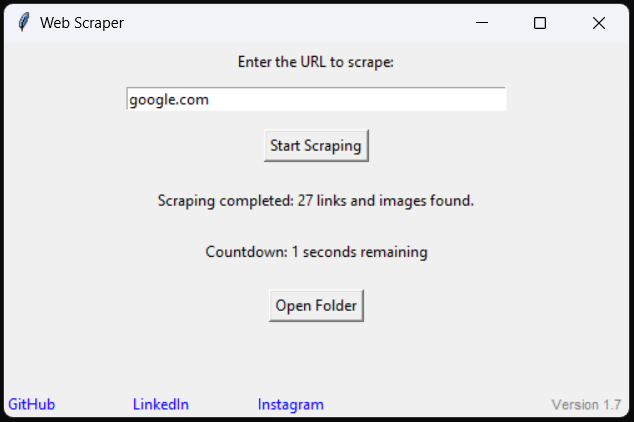 Web Scraper
Enter the URL to scrape:
google.com
Start Scraping
Scraping completed: 27 links and images found.
Countdown: 1 seconds remaining
Open Folder
GitHub LinkedIn Instagram Version 1.7